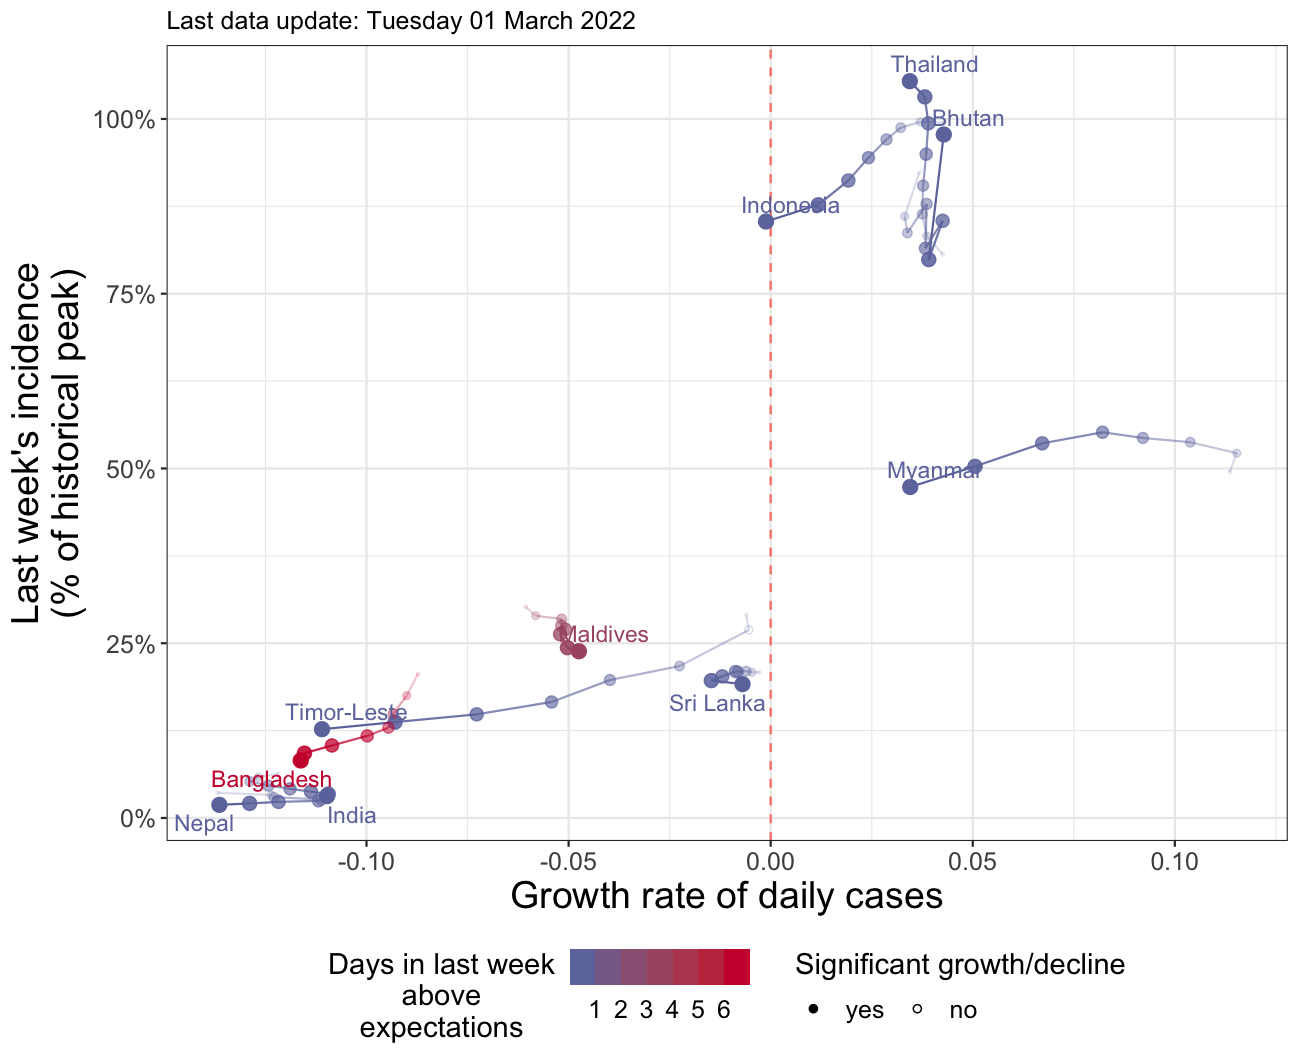 Last data update: Tuesday 01 March 2022
Last week's incidence
(% of historical peak)
100%
75%
50%
25%
0%
Thailand
Bhutan
Indonesia
Myanmar
Maldives
Sri Lanka
Timor-Leste
Bangladesh
India
Nepal
-0.10 -0.05 0.00 0.05 0.10
Growth rate of daily cases
Days in last week
above
expectations
1 2 3 4 5 6
Significant growth/decline
yes no